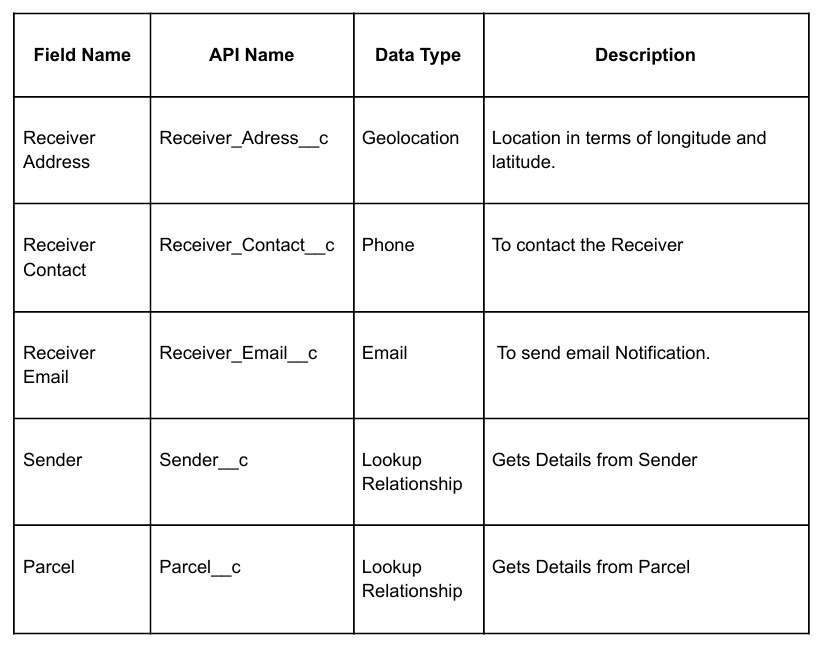 Field Name API Name Data Type Description
Receiver Address Receiver_Adress__c Geolocation Location in terms of longitude and latitude.
Receiver Contact Receiver_Contact__c Phone To contact the Receiver
Receiver Email Receiver_Email__c Email To send email Notification.
Sender Sender__c Lookup Relationship Gets Details from Sender
Parcel Parcel__c Lookup Relationship Gets Details from Parcel